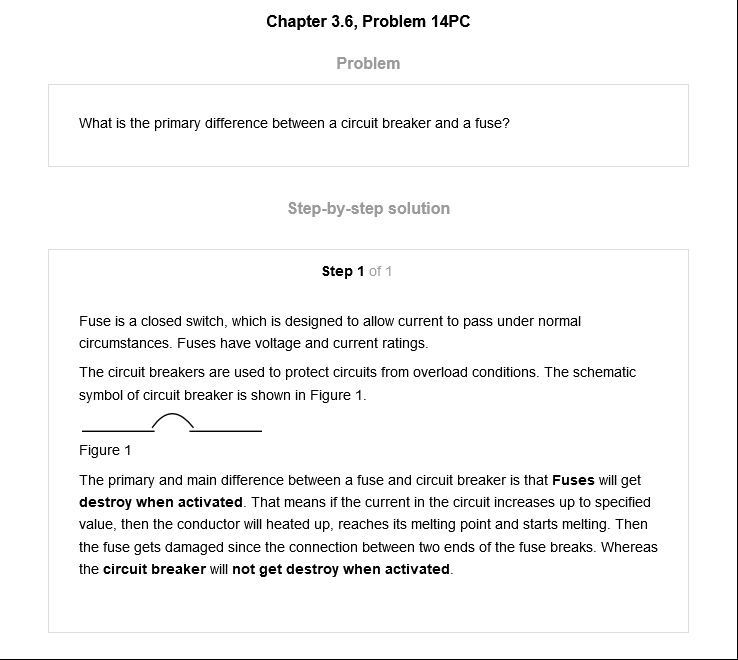 Chapter 3.6, Problem 14PC
Problem
What is the primary difference between a circuit breaker and a fuse?
Step-by-step solution
Step 1 of 1
Fuse is a closed switch, which is designed to allow current to pass under normal
circumstances. Fuses have voltage and current ratings.
The circuit breakers are used to protect circuits from overload conditions. The schematic
symbol of circuit breaker is shown in Figure 1.
Figure 1
The primary and main difference between a fuse and circuit breaker is that Fuses will get
destroy when activated. That means if the current in the circuit increases up to specified
value, then the conductor will heated up, reaches its melting point and starts melting. Then
the fuse gets damaged since the connection between two ends of the fuse breaks. Whereas
the circuit breaker will not get destroy when activated.